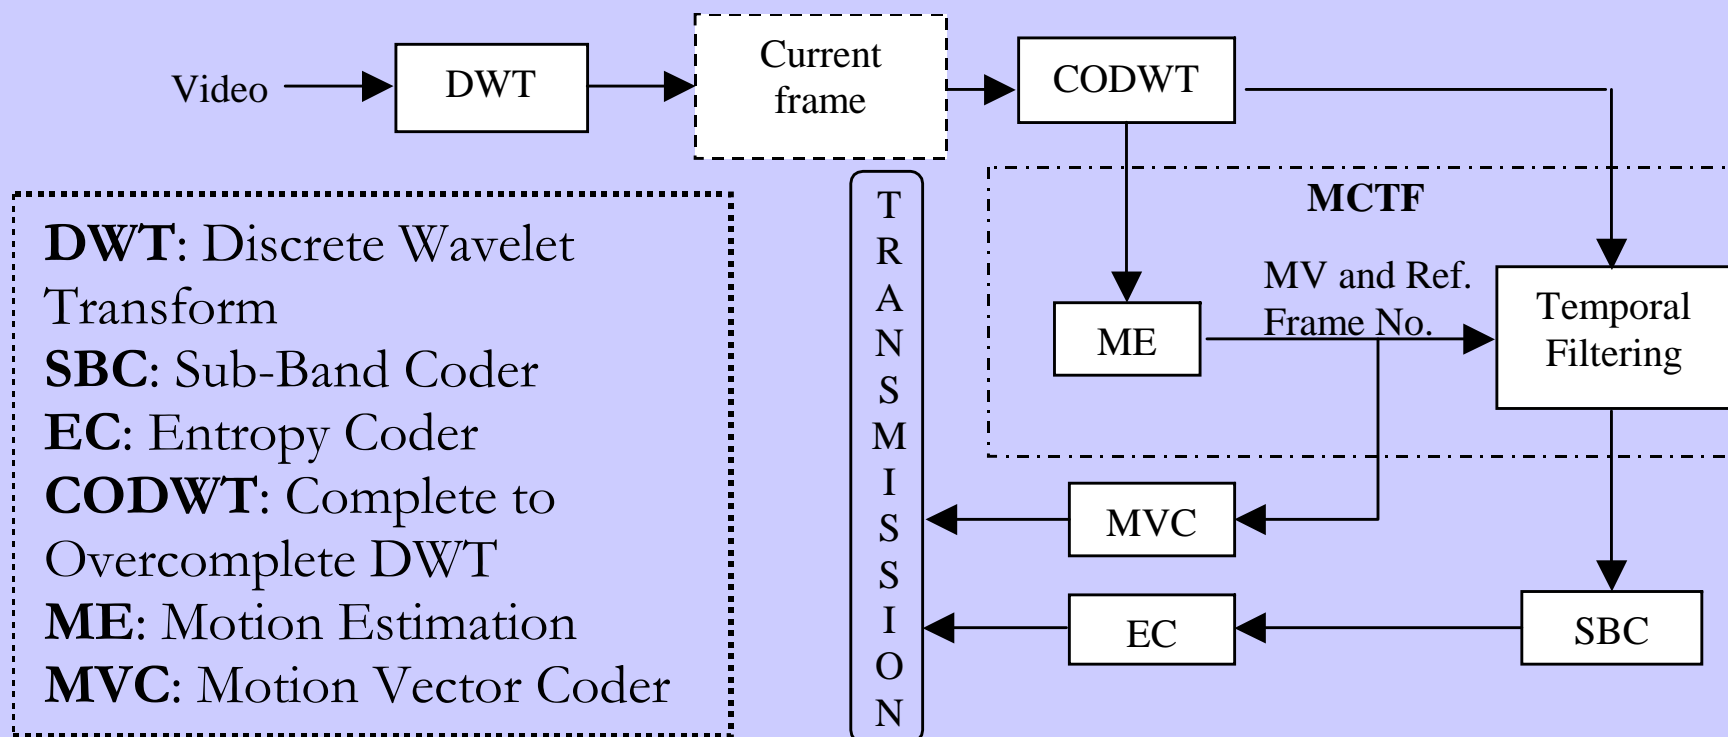 Video
DWT
Current
frame
CODWT
MCTF
MV and Ref.
Frame No.
ME
Temporal
Filtering
MVC
EC
SBC
T
R
A
N
S
M
I
S
S
I
O
N
DWT: Discrete Wavelet
Transform
SBC: Sub-Band Coder
EC: Entropy Coder
CODWT: Complete to
Overcomplete DWT
ME: Motion Estimation
MVC: Motion Vector Coder